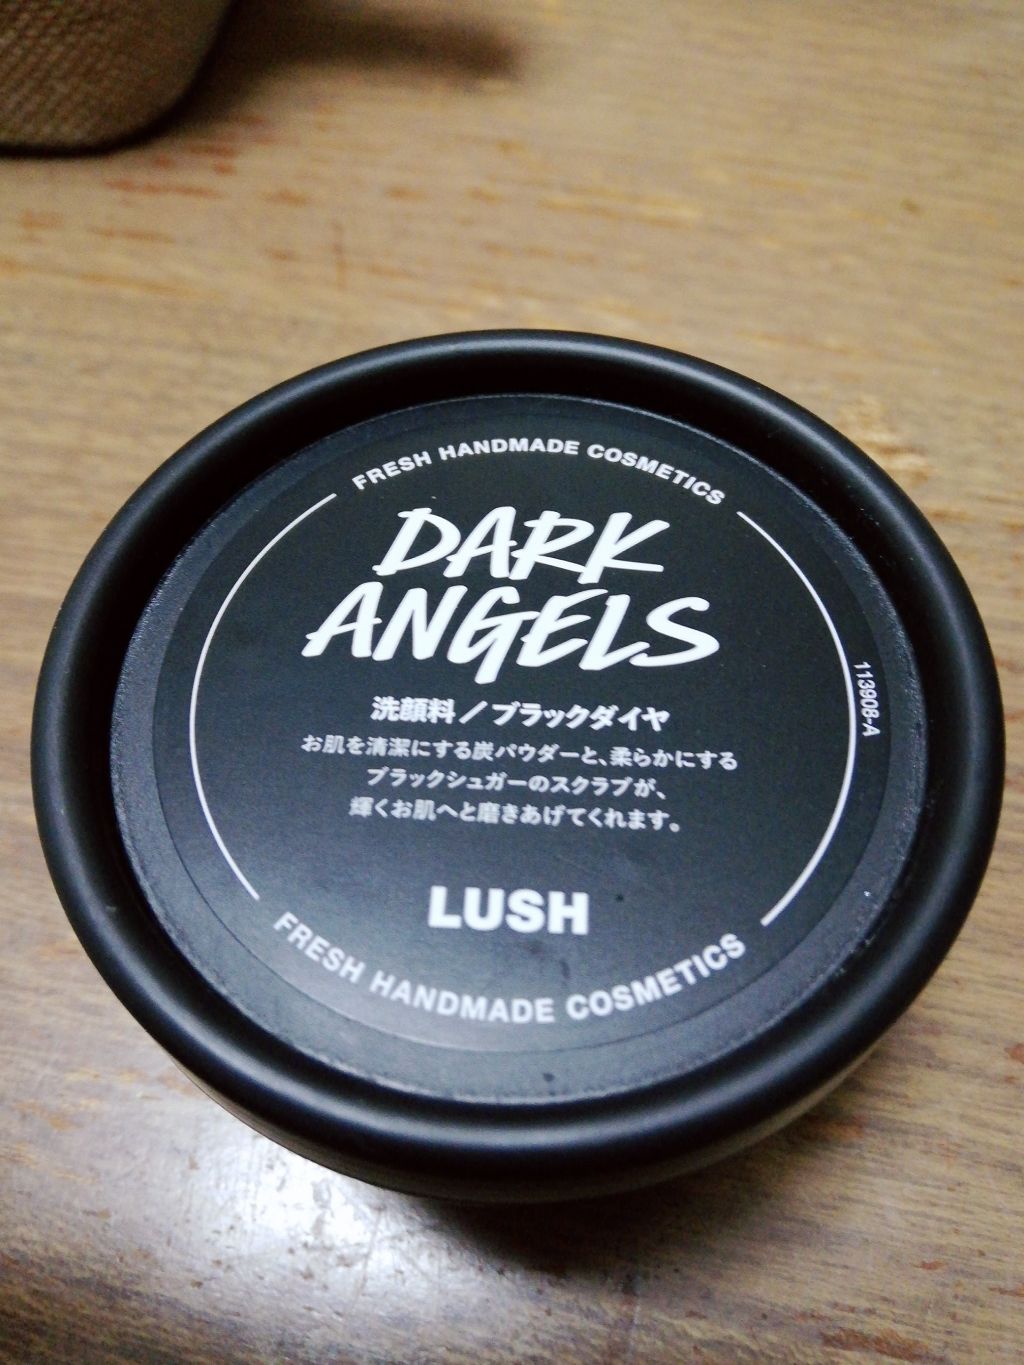 FRESH HANDMADE COSMETICS
DARK
ANGELS
洗顔料／ブラックダイヤ
お肌を清潔にする炭パウダーと、柔らかにする
ブラックシュガーのスクラブが、
輝くお肌へと磨きあげてくれます。
113908-A
LUSH
FRESH HANDMADE COSMETICS